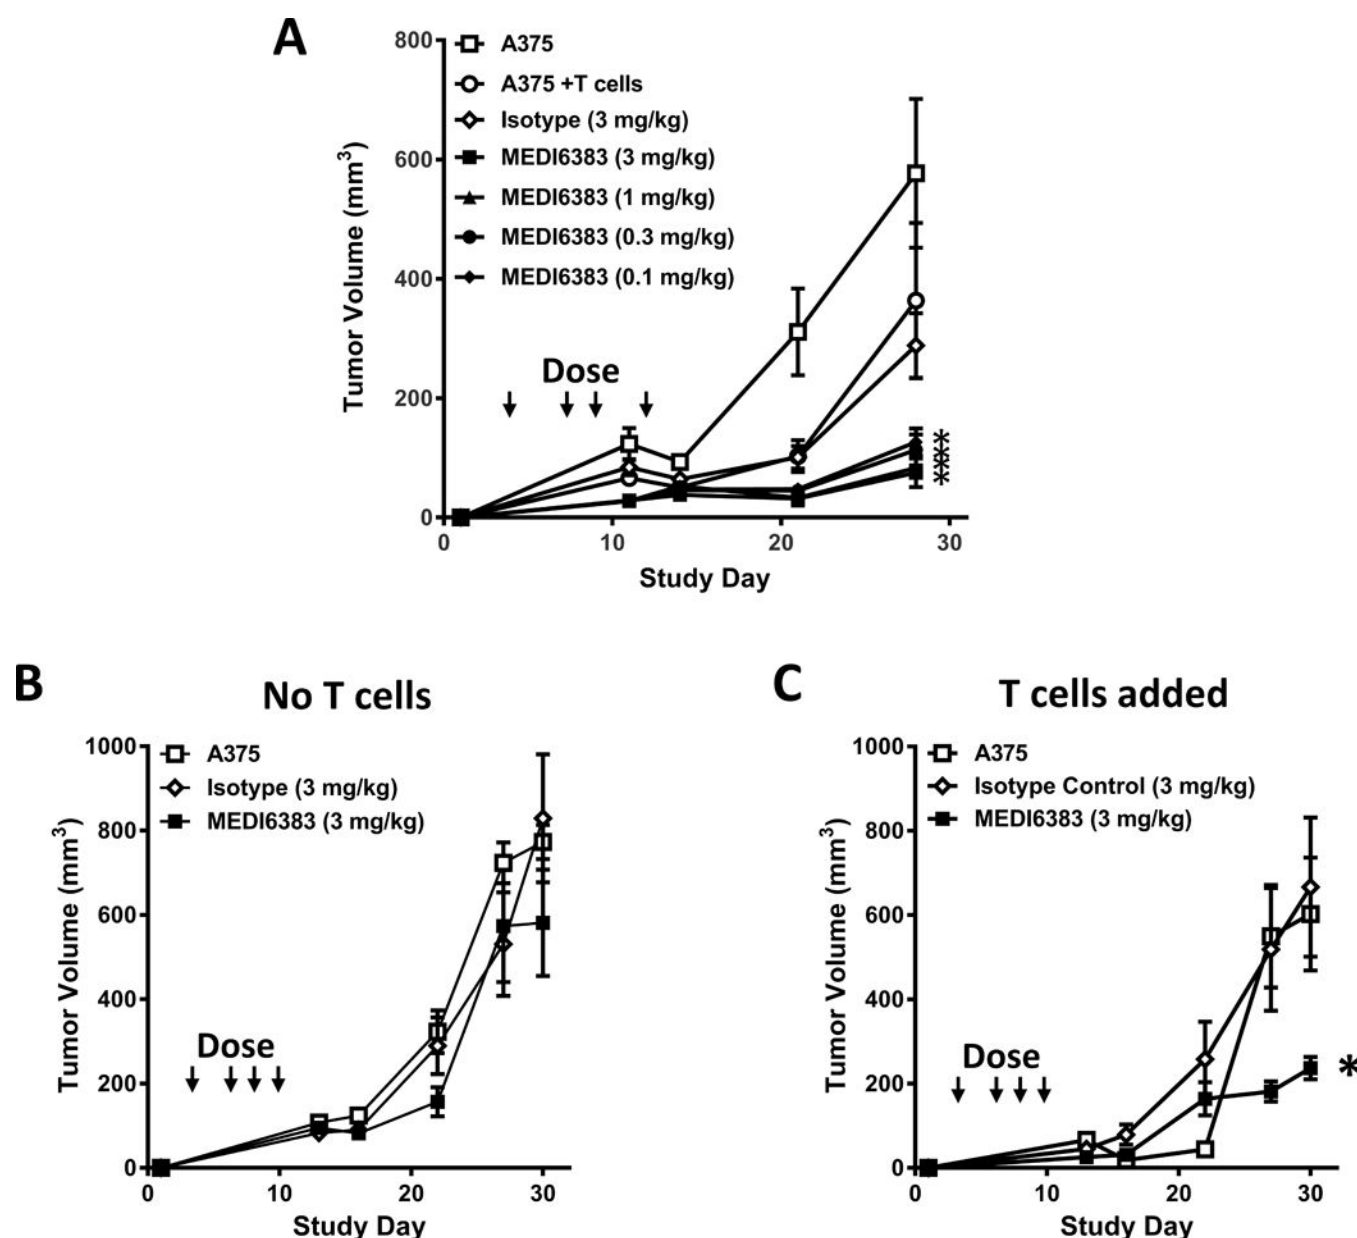 A
800
600
400
200
0
Tumor Volume (mm³)
A375
A375 +T cells
Isotype (3 mg/kg)
MEDI6383 (3 mg/kg)
MEDI6383 (1 mg/kg)
MEDI6383 (0.3 mg/kg)
MEDI6383 (0.1 mg/kg)
Dose
*
*
*
*
0 10 20 30
Study Day
B
No T cells
1000
800
600
400
200
0
Tumor Volume (mm³)
A375
Isotype (3 mg/kg)
MEDI6383 (3 mg/kg)
Dose
0 10 20 30
Study Day
C
T cells added
1000
800
600
400
200
0
Tumor Volume (mm³)
A375
Isotype Control (3 mg/kg)
MEDI6383 (3 mg/kg)
Dose
*
0 10 20 30
Study Day